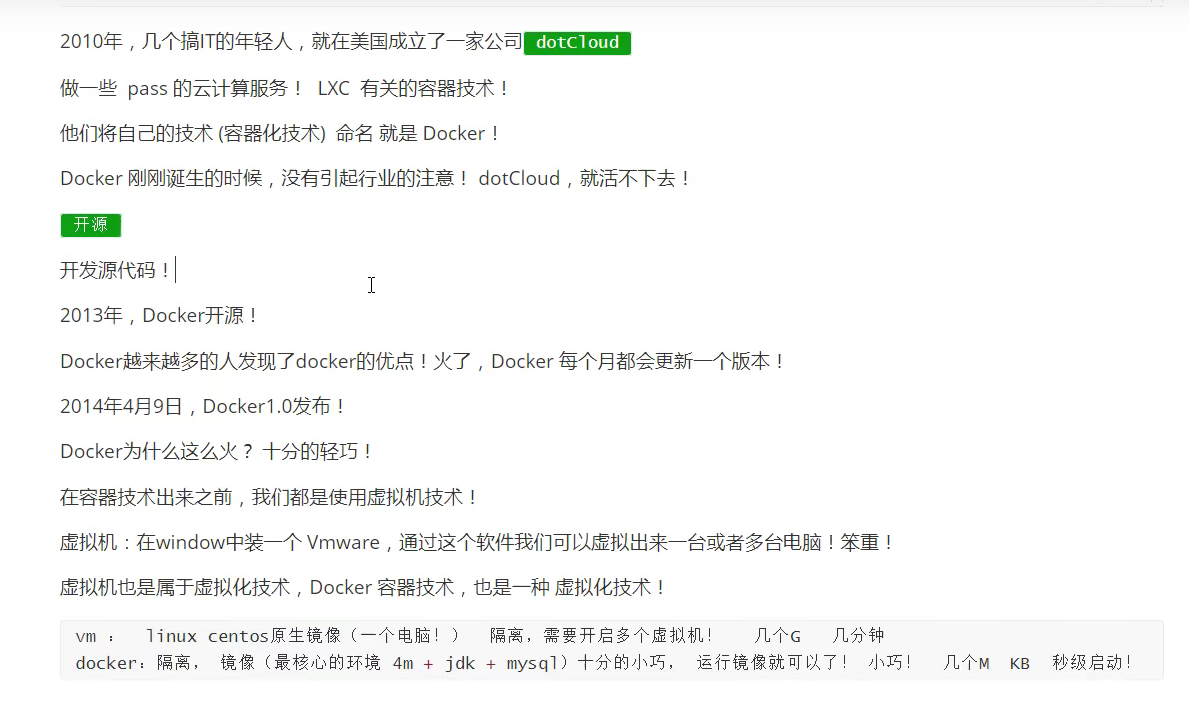 2010年，几个搞IT的年轻人，就在美国成立了一家公司 dotCloud
做一些 pass 的云计算服务！ LXC 有关的容器技术！
他们将自己的技术 (容器化技术) 命名 就是 Docker！
Docker 刚刚诞生的时候，没有引起行业的注意！ dotCloud，就活不下去！
开源
开发源代码！
2013年，Docker开源！
Docker越来越多的人发现了docker的优点！火了，Docker 每个月都会更新一个版本！
2014年4月9日，Docker1.0发布！
Docker为什么这么火？ 十分的轻巧！
在容器技术出来之前，我们都是使用虚拟机技术！
虚拟机：在window中装一个 Vmware，通过这个软件我们可以虚拟出来一台或者多台电脑！笨重！
虚拟机也是属于虚拟化技术，Docker 容器技术，也是一种 虚拟化技术！
vm ： linux centos原生镜像（一个电脑！） 隔离，需要开启多个虚拟机！ 几个G 几分钟
docker：隔离， 镜像（最核心的环境 4m + jdk + mysql）十分的小巧， 运行镜像就可以了！ 小巧！ 几个M KB 秒级启动！